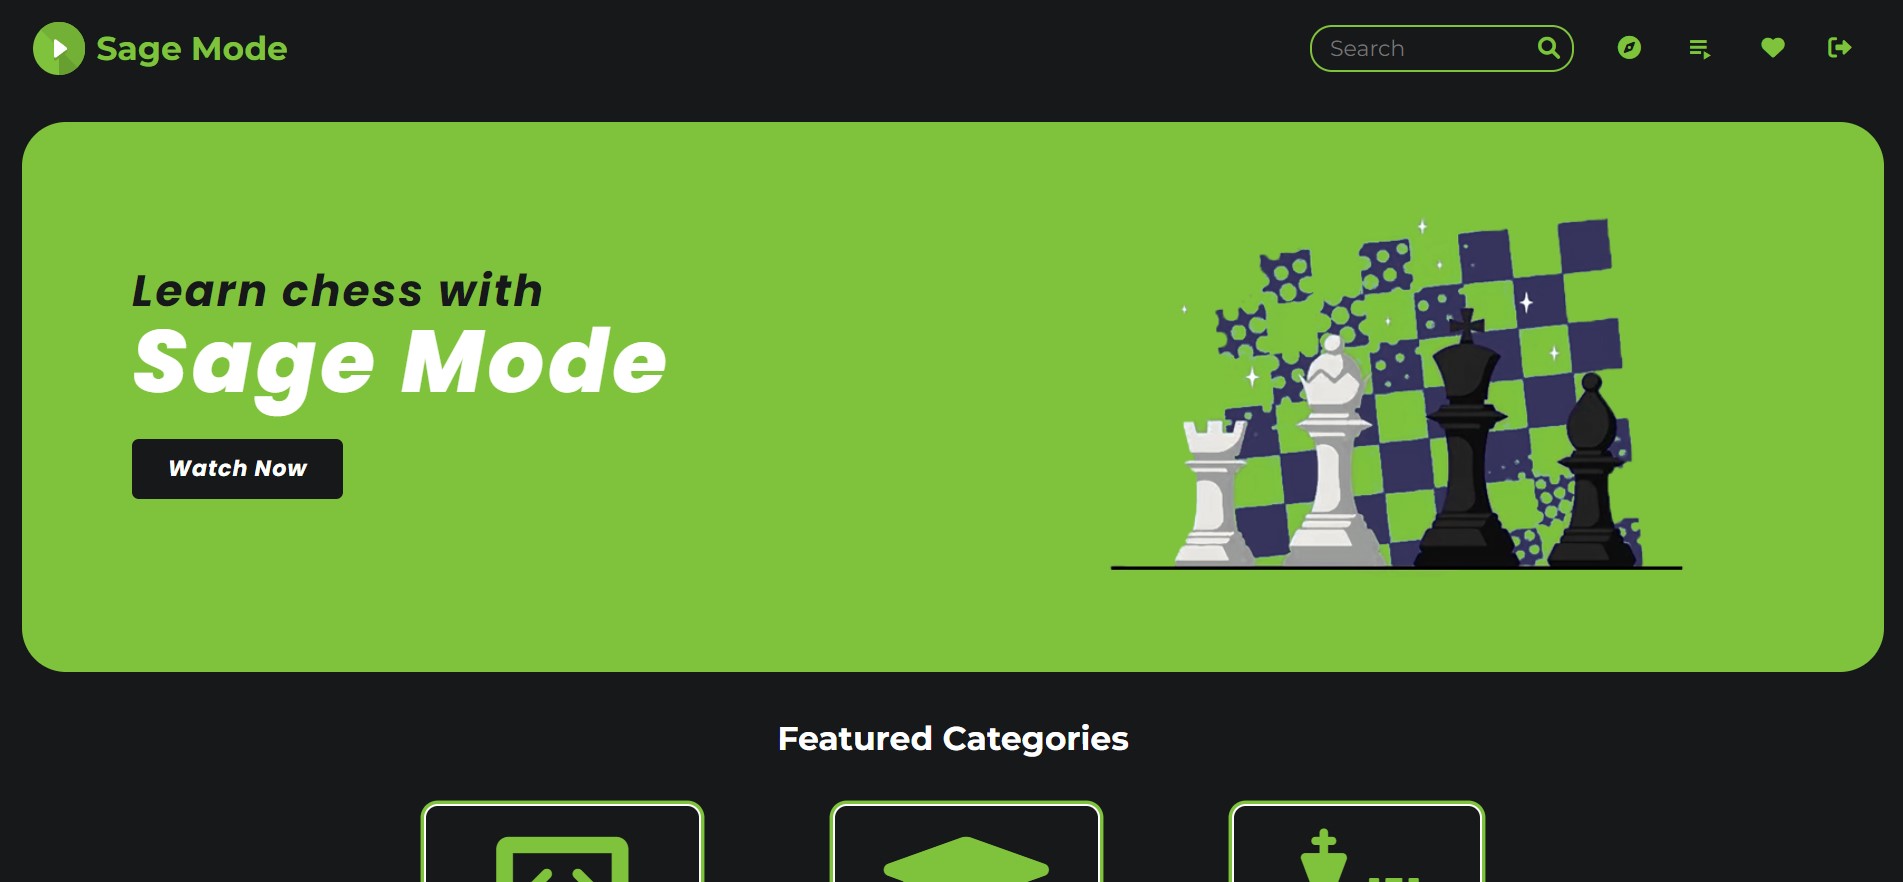 Sage Mode
Search
Learn chess with
Sage Mode
Watch Now
Featured Categories